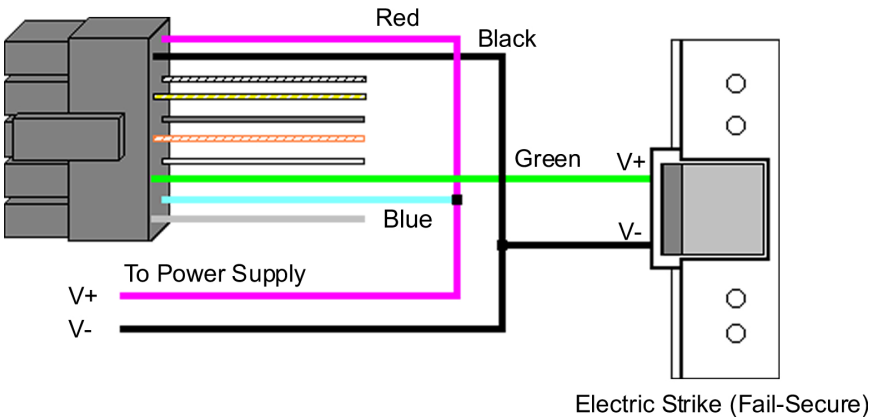 Red
Black
Green
V+
V-
Blue
To Power Supply
V+
V-
Electric Strike (Fail-Secure)